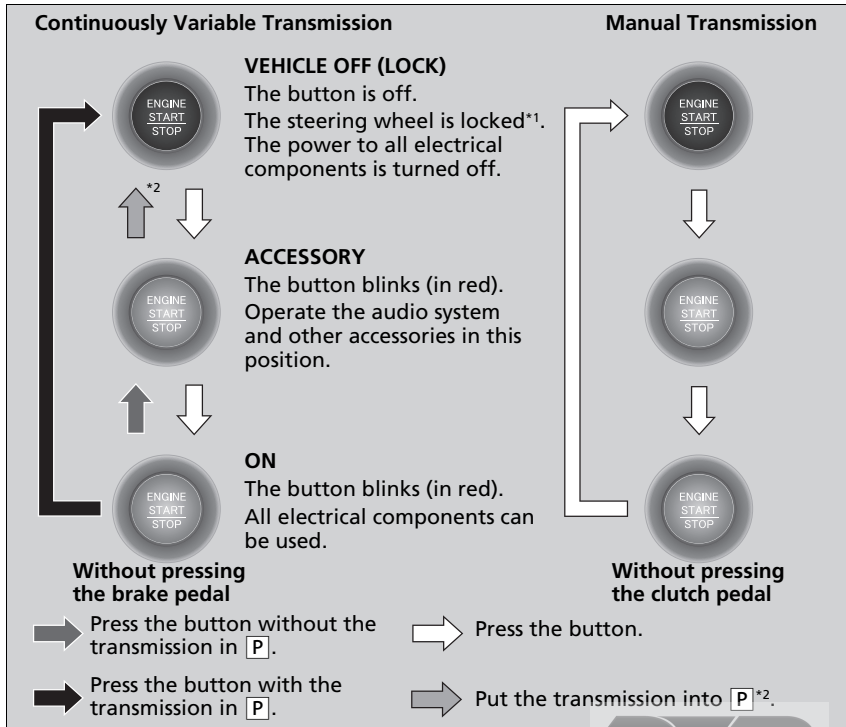 Continuously Variable Transmission
Manual Transmission
VEHICLE OFF (LOCK)
The button is off.
The steering wheel is locked*1.
The power to all electrical
components is turned off.
ENGINE
START
STOP
ENGINE
START
STOP
*2
ACCESSORY
The button blinks (in red).
Operate the audio system
and other accessories in this
position.
ENGINE
START
STOP
ENGINE
START
STOP
ON
The button blinks (in red).
All electrical components can
be used.
ENGINE
START
STOP
ENGINE
START
STOP
Without pressing
the brake pedal
Without pressing
the clutch pedal
Press the button without the
transmission in P.
Press the button.
Press the button with the
transmission in P.
Put the transmission into P*2.